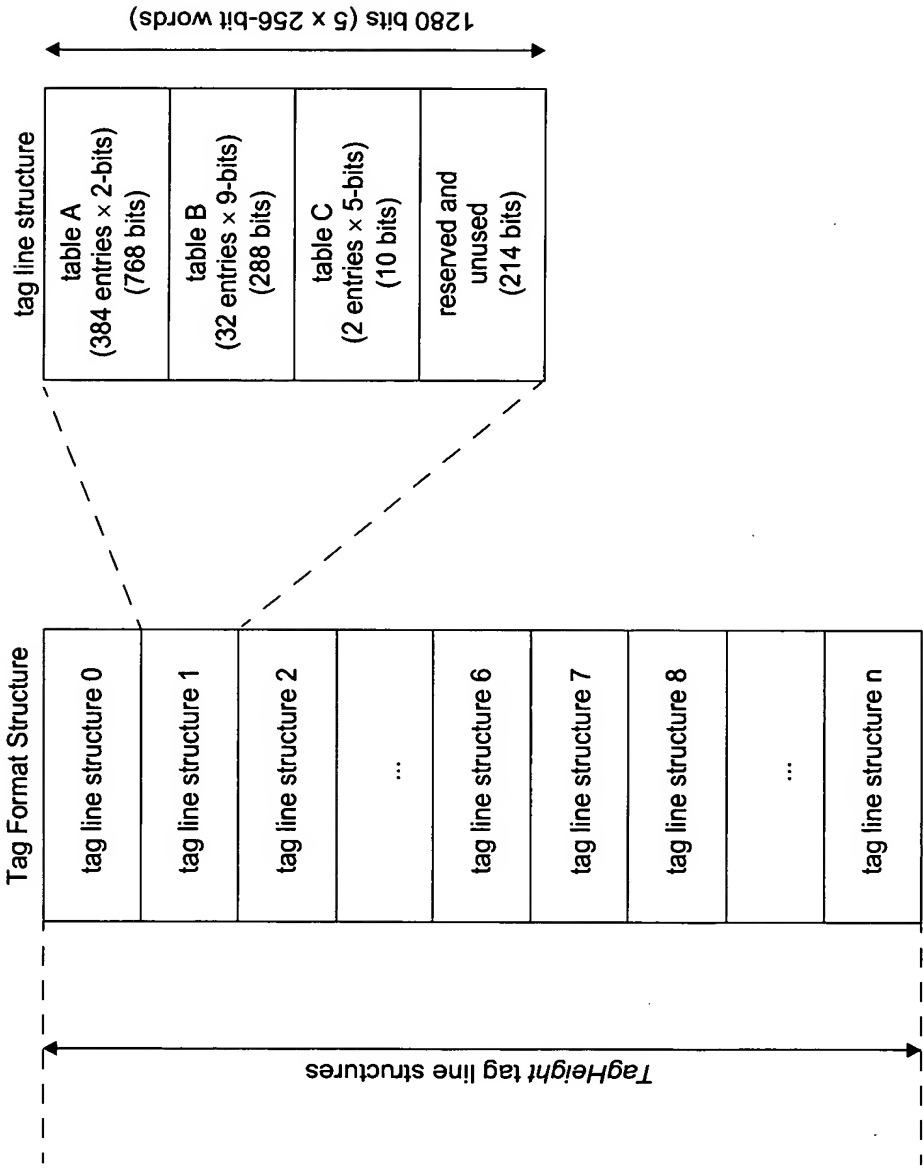 Tag Format Structure
tag line structure 0
tag line structure 1
tag line structure 2
...
tag line structure 6
tag line structure 7
tag line structure 8
...
tag line structure n
TagHeight tag line structures
tag line structure
table A
(384 entries × 2-bits)
(768 bits)
table B
(32 entries × 9-bits)
(288 bits)
table C
(2 entries × 5-bits)
(10 bits)
reserved and
unused
(214 bits)
1280 bits (5 x 256-bit words)